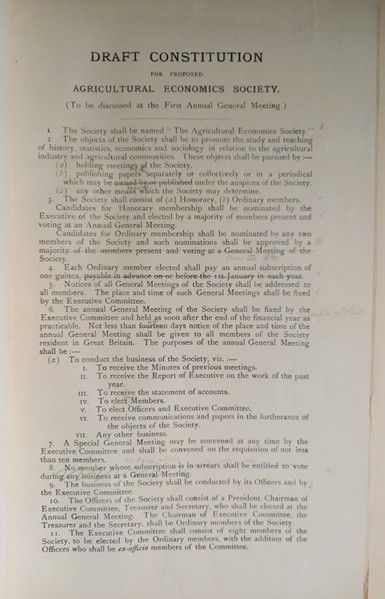 DRAFT CONSTITUTION
FOR PROPOSED
AGRICULTURAL ECONOMICS SOCIETY.
(To be discussed at the First Annual General Meeting.)
1. The Society shall be named "The Agricultural Economics Society."
2. The objects of the Society shall be to promote the study and teaching
of history, statistics, economics and sociology in relation to the agricultural
industry and agricultural communities. These objects shall be pursued by:—
(a) holding meetings of the Society.
(b) publishing papers separately or collectively or in a periodical
which may be owned by or published under the auspices of the Society.
(c) any other means which the Society may determine.
3. The Society shall consist of (a) Honorary, (b) Ordinary members.
Candidates for Honorary membership shall be nominated by the
Executive of the Society and elected by a majority of members present and
voting at an Annual General Meeting.
Candidates for Ordinary membership shall be nominated by any two
members of the Society and such nominations shall be approved by a
majority of the members present and voting at a General Meeting of the
Society.
4. Each Ordinary member elected shall pay an annual subscription of
one guinea, payable in advance on or before the 1st January in each year.
5. Notices of all General Meetings of the Society shall be addressed to
all members. The place and time of such General Meetings shall be fixed
by the Executive Committee.
6. The annual General Meeting of the Society shall be fixed by the
Executive Committee and held as soon after the end of the financial year as
practicable. Not less than fourteen days notice of the place and time of the
annual General Meeting shall be given to all members of the Society
resident in Great Britain. The purposes of the annual General Meeting
shall be :—
(a) To conduct the business of the Society, viz. :—
I. To receive the Minutes of previous meetings.
II. To receive the Report of Executive on the work of the past
year.
III. To receive the statement of accounts.
IV. To elect Members.
V. To elect Officers and Executive Committee.
VI. To receive communications and papers in the furtherance of
the objects of the Society.
VII. Any other business.
7. A Special General Meeting may be convened at any time by the
Executive Committee and shall be convened on the requisition of not less
than ten members.
8. No member whose subscription is in arrears shall be entitled to vote
during any business at a General Meeting.
9. The business of the Society shall be conducted by its Officers and by
the Executive Committee.
10. The Officers of the Society shall consist of a President, Chairman of
Executive Committee, Treasurer and Secretary, who shall be elected at the
Annual General Meeting. The Chairman of Executive Committee, the
Treasurer and the Secretary, shall be Ordinary members of the Society.
11. The Executive Committee shall consist of eight members of the
Society, to be elected by the Ordinary members, with the addition of the
Officers who shall be ex-officio members of the Committee.